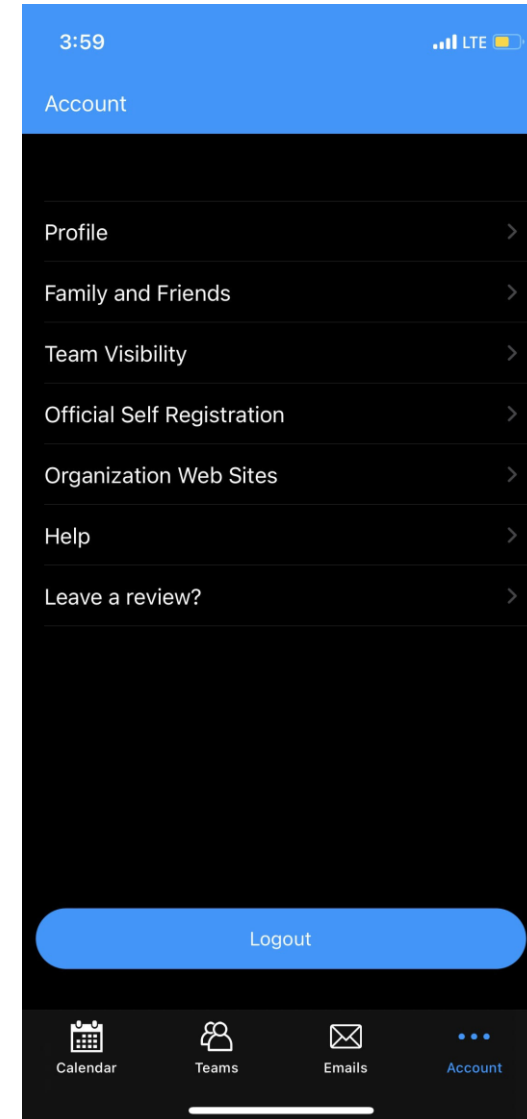 3:59 LTE
Account
Profile
Family and Friends
Team Visibility
Official Self Registration
Organization Web Sites
Help
Leave a review?
Logout
Calendar Teams Emails Account